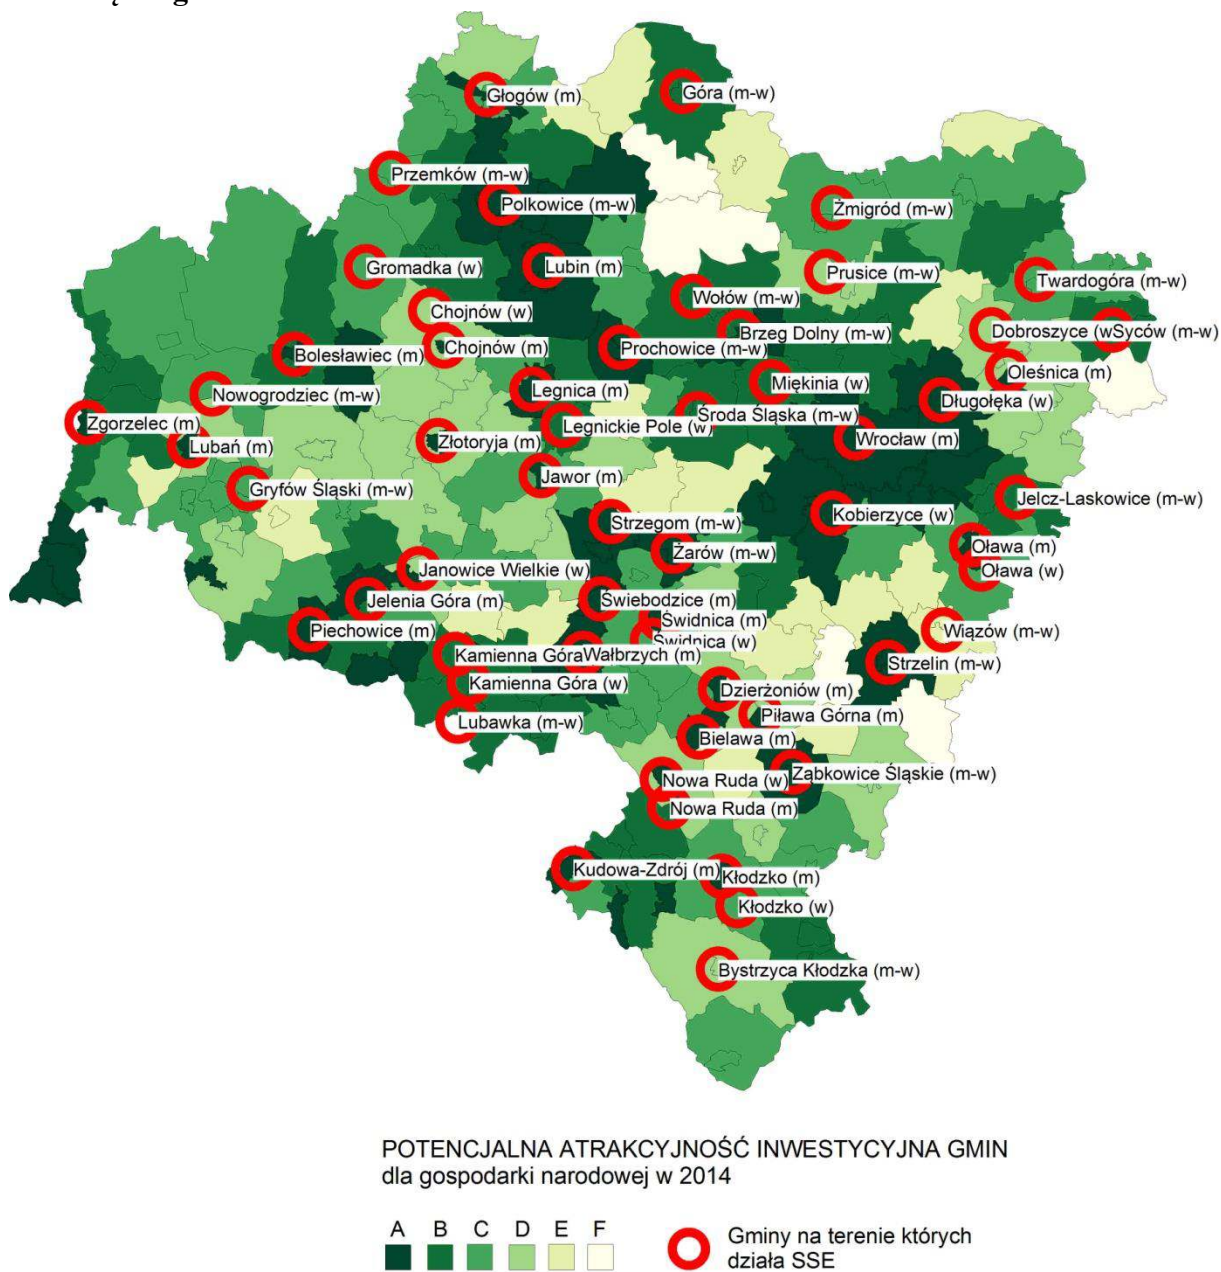 Głogów (m)
Góra (m-w)
Przemków (m-w)
Polkowice (m-w)
Żmigród (m-w)
Gromadka (w)
Lubin (m)
Prusice (m-w)
Twardogóra (m-w)
Wołów (m-w)
Chojnów (w)
Brzeg Dolny (m-w)
Dobroszyce (w
Syców (m-w)
Chojnów (m)
Prochowice (m-w)
Bolesławiec (m)
Oleśnica (m)
Miękinia (w)
Legnica (m)
Nowogrodziec (m-w)
Długołęka (w)
Środa Śląska (m-w)
Zgorzelec (m)
Legnickie Pole (w)
Wrocław (m)
Lubań (m)
Złotoryja (m)
Jawor (m)
Gryfów Śląski (m-w)
Jelcz-Laskowice (m-w)
Kobierzyce (w)
Strzegom (m-w)
Oława (m)
Żarów (m-w)
Janowice Wielkie (w)
Oława (w)
Jelenia Góra (m)
Świebodzice (m)
Świdnica (m)
Piechowice (m)
Wiązów (m-w)
Świdnica (w)
Kamienna Góra
Wałbrzych (m)
Strzelin (m-w)
Kamienna Góra (w)
Dzierżoniów (m)
Lubawka (m-w)
Piława Górna (m)
Bielawa (m)
Nowa Ruda (w)
Ząbkowice Śląskie (m-w)
Nowa Ruda (m)
Kudowa-Zdrój (m)
Kłodzko (m)
Kłodzko (w)
Bystrzyca Kłodzka (m-w)
POTENCJALNA ATRAKCYJNOŚĆ INWESTYCYJNA GMIN
dla gospodarki narodowej w 2014
A B C D E F
Gminy na terenie których
działa SSE